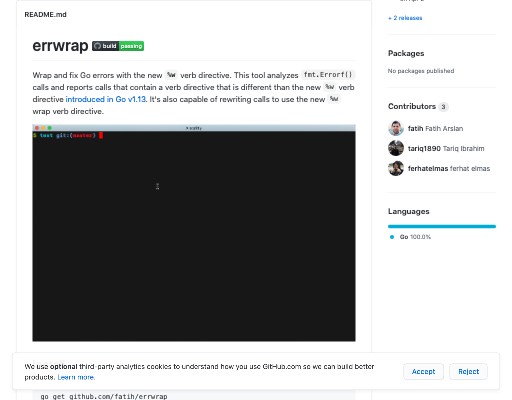 README.md
errwrap build passing
Wrap and fix Go errors with the new %w verb directive. This tool analyzes fmt.Errorf()
calls and reports calls that contain a verb directive that is different than the new %w verb
directive introduced in Go v1.13. It's also capable of rewriting calls to use the new %w
wrap verb directive.
test git:(master)
+ 2 releases
Packages
No packages published
Contributors 3
fatih Fatih Arslan
tariq1890 Tariq Ibrahim
ferhatelmas ferhat elmas
Languages
Go 100.0%
We use optional third-party analytics cookies to understand how you use GitHub.com so we can build better
products. Learn more.
Accept
Reject
go get github.com/fatih/errwrap